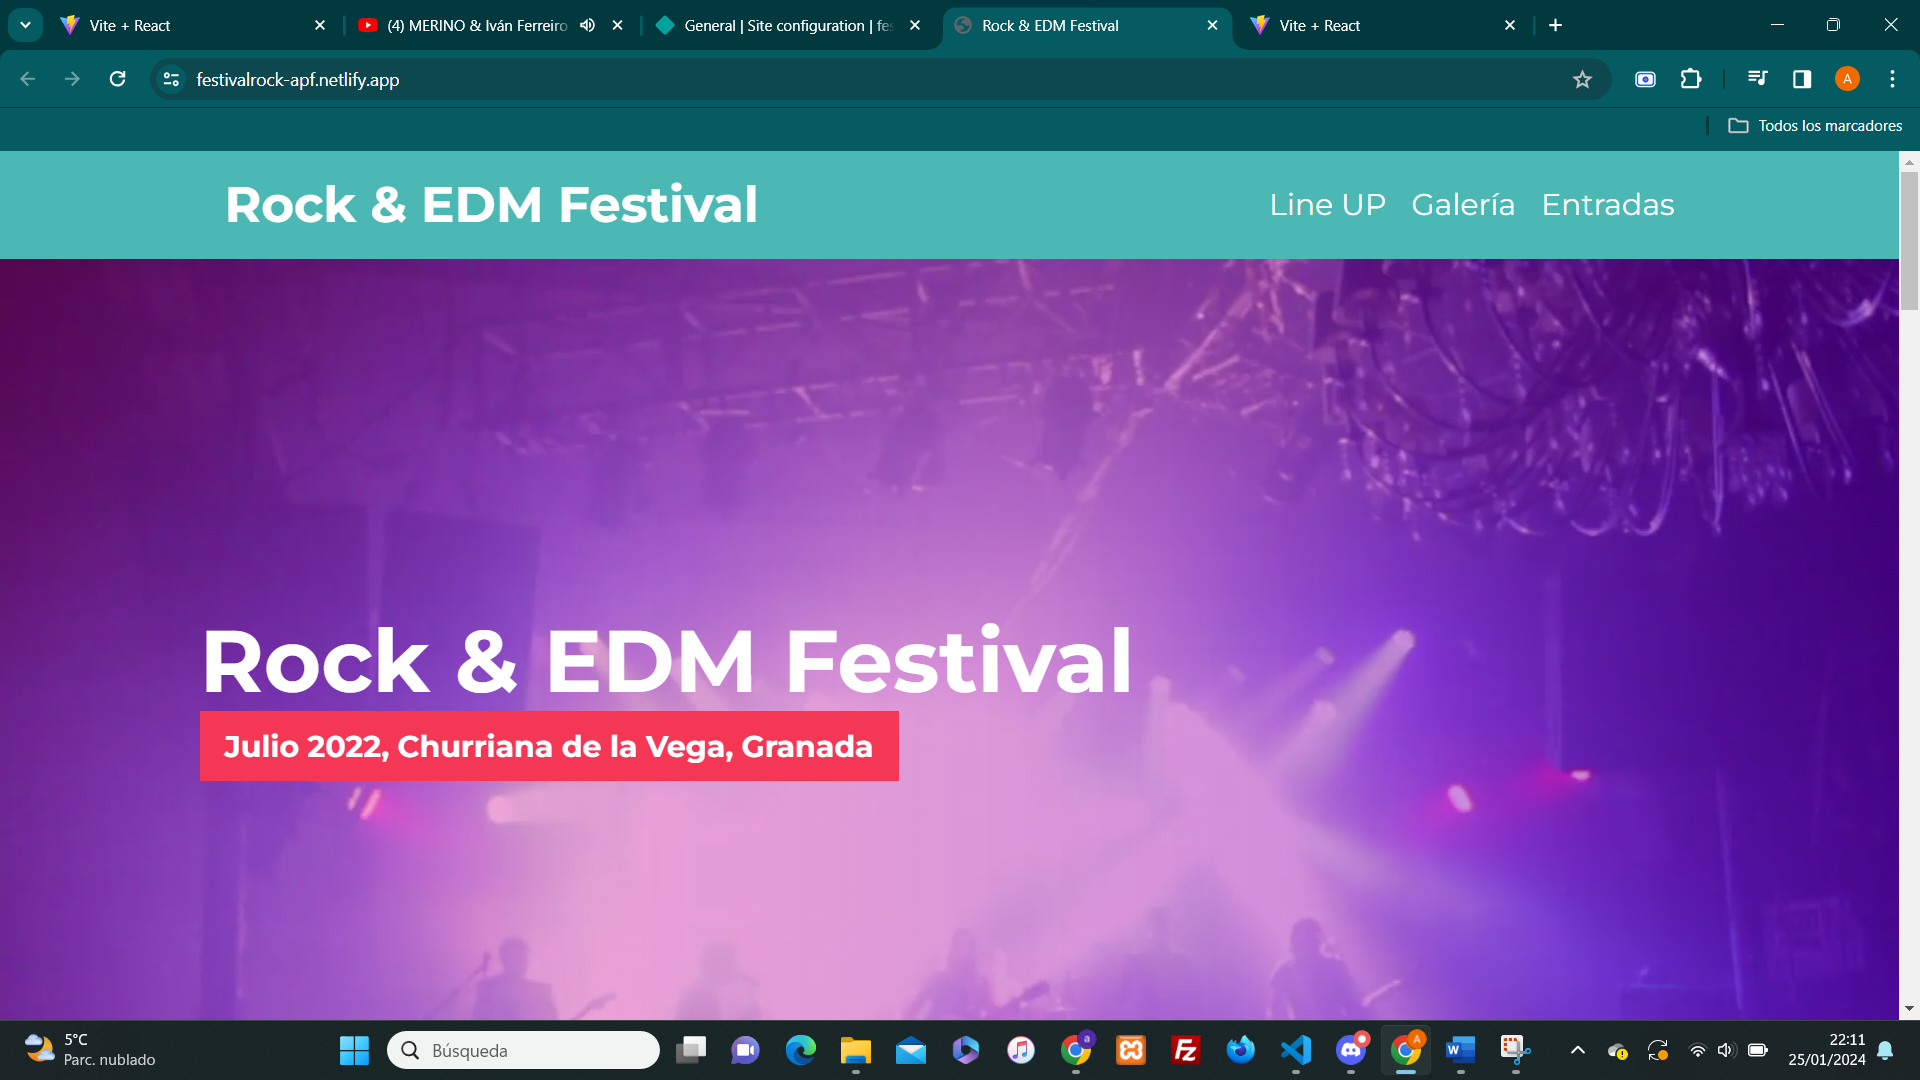 Vite + React
(4) MERINO & Iván Ferreiro
General | Site configuration | fes
Rock & EDM Festival
Vite + React
festivalrock-apf.netlify.app
A
Todos los marcadores
Rock & EDM Festival
Line UP
Galería
Entradas
Rock & EDM Festival
Julio 2022, Churriana de la Vega, Granada
5°C
Parc. nublado
Búsqueda
a
A
22:11
25/01/2024